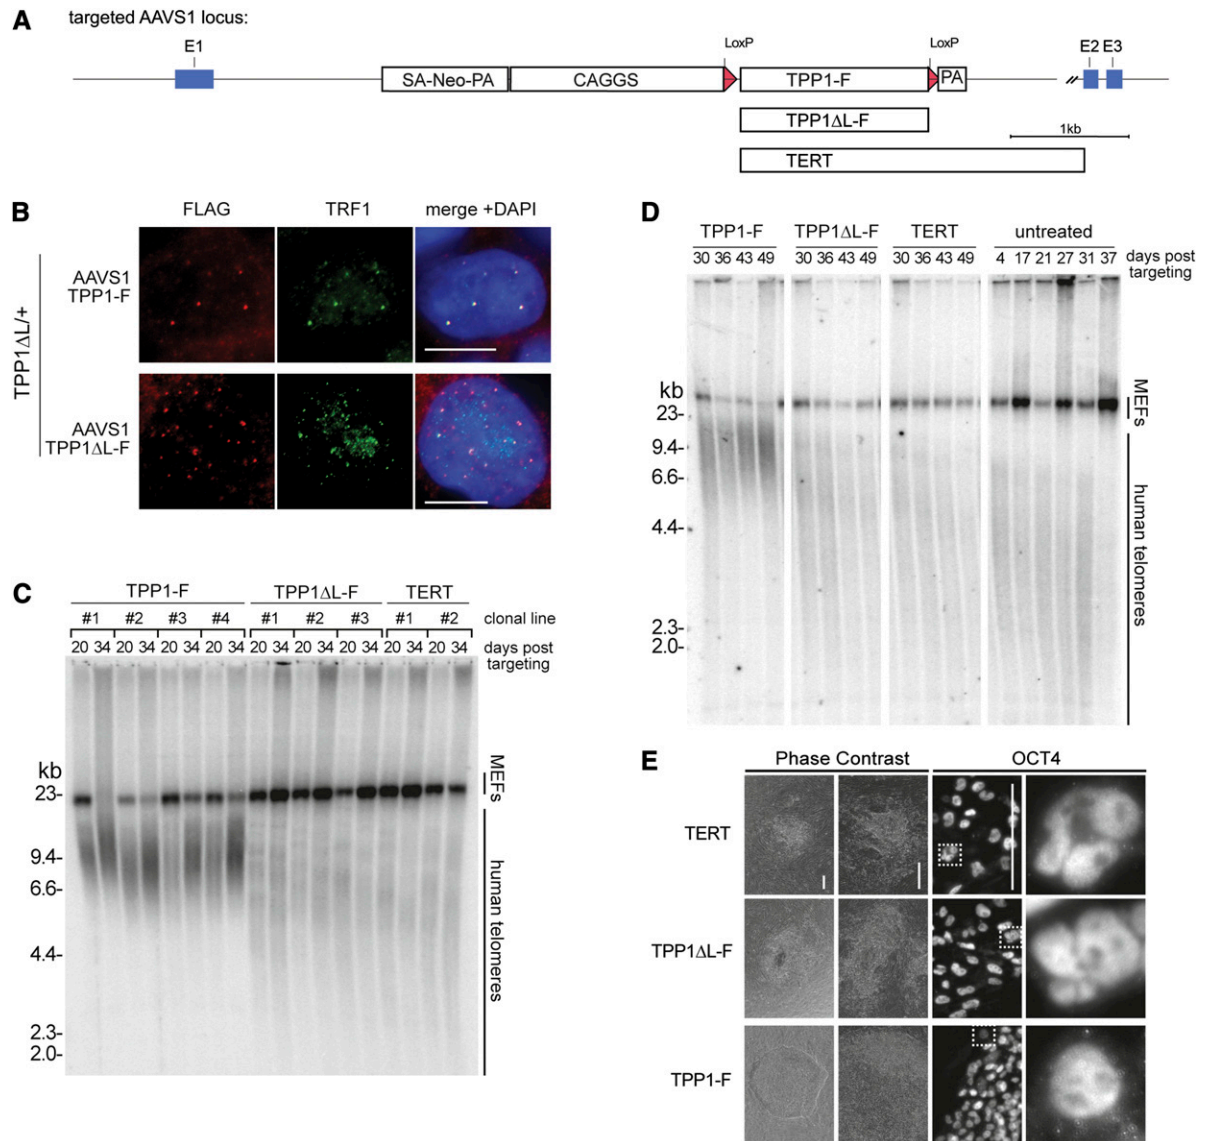 A
targeted AAVS1 locus:
E1
LoxP
LoxP
E2 E3
SA-Neo-PA
CAGGS
TPP1-F
PA
TPP1ΔL-F
1kb
TERT
B
FLAG
TRF1
merge +DAPI
TPP1ΔL/+
AAVS1
TPP1-F
AAVS1
TPP1ΔL-F
C
TPP1-F
TPP1ΔL-F
TERT
#1 #2 #3 #4 #1 #2 #3 #1 #2 clonal line
20 34 20 34 20 34 20 34 20 34 20 34 20 34 20 34 20 34 days post
targeting
kb
23-
9.4-
6.6-
4.4-
2.3-
2.0-
MEFs
human telomeres
D
TPP1-F
TPP1ΔL-F
TERT
untreated
30 36 43 49 30 36 43 49 30 36 43 49 4 17 21 27 31 37 days post
targeting
kb
23-
9.4-
6.6-
4.4-
2.3-
2.0-
MEFs
human telomeres
E
Phase Contrast
OCT4
TERT
TPP1ΔL-F
TPP1-F